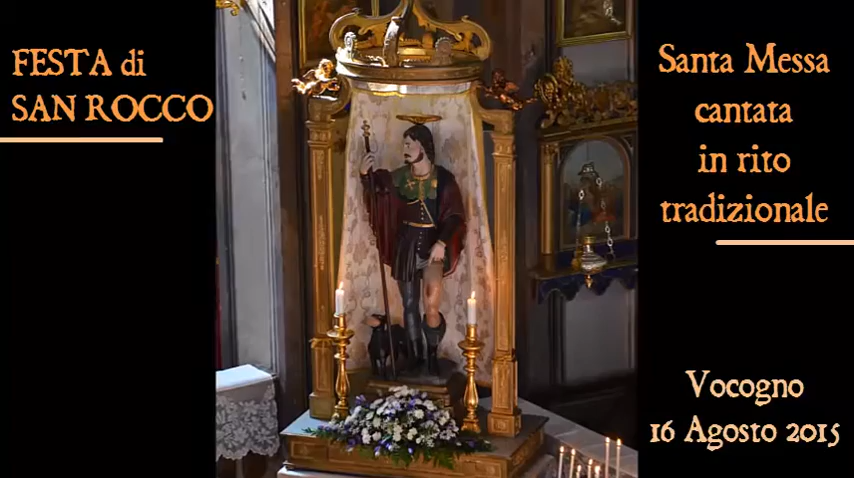 FESTA di
SAN ROCCO
Santa Messa
cantata
in rito
tradizionale
Vocogno
16 Agosto 2015